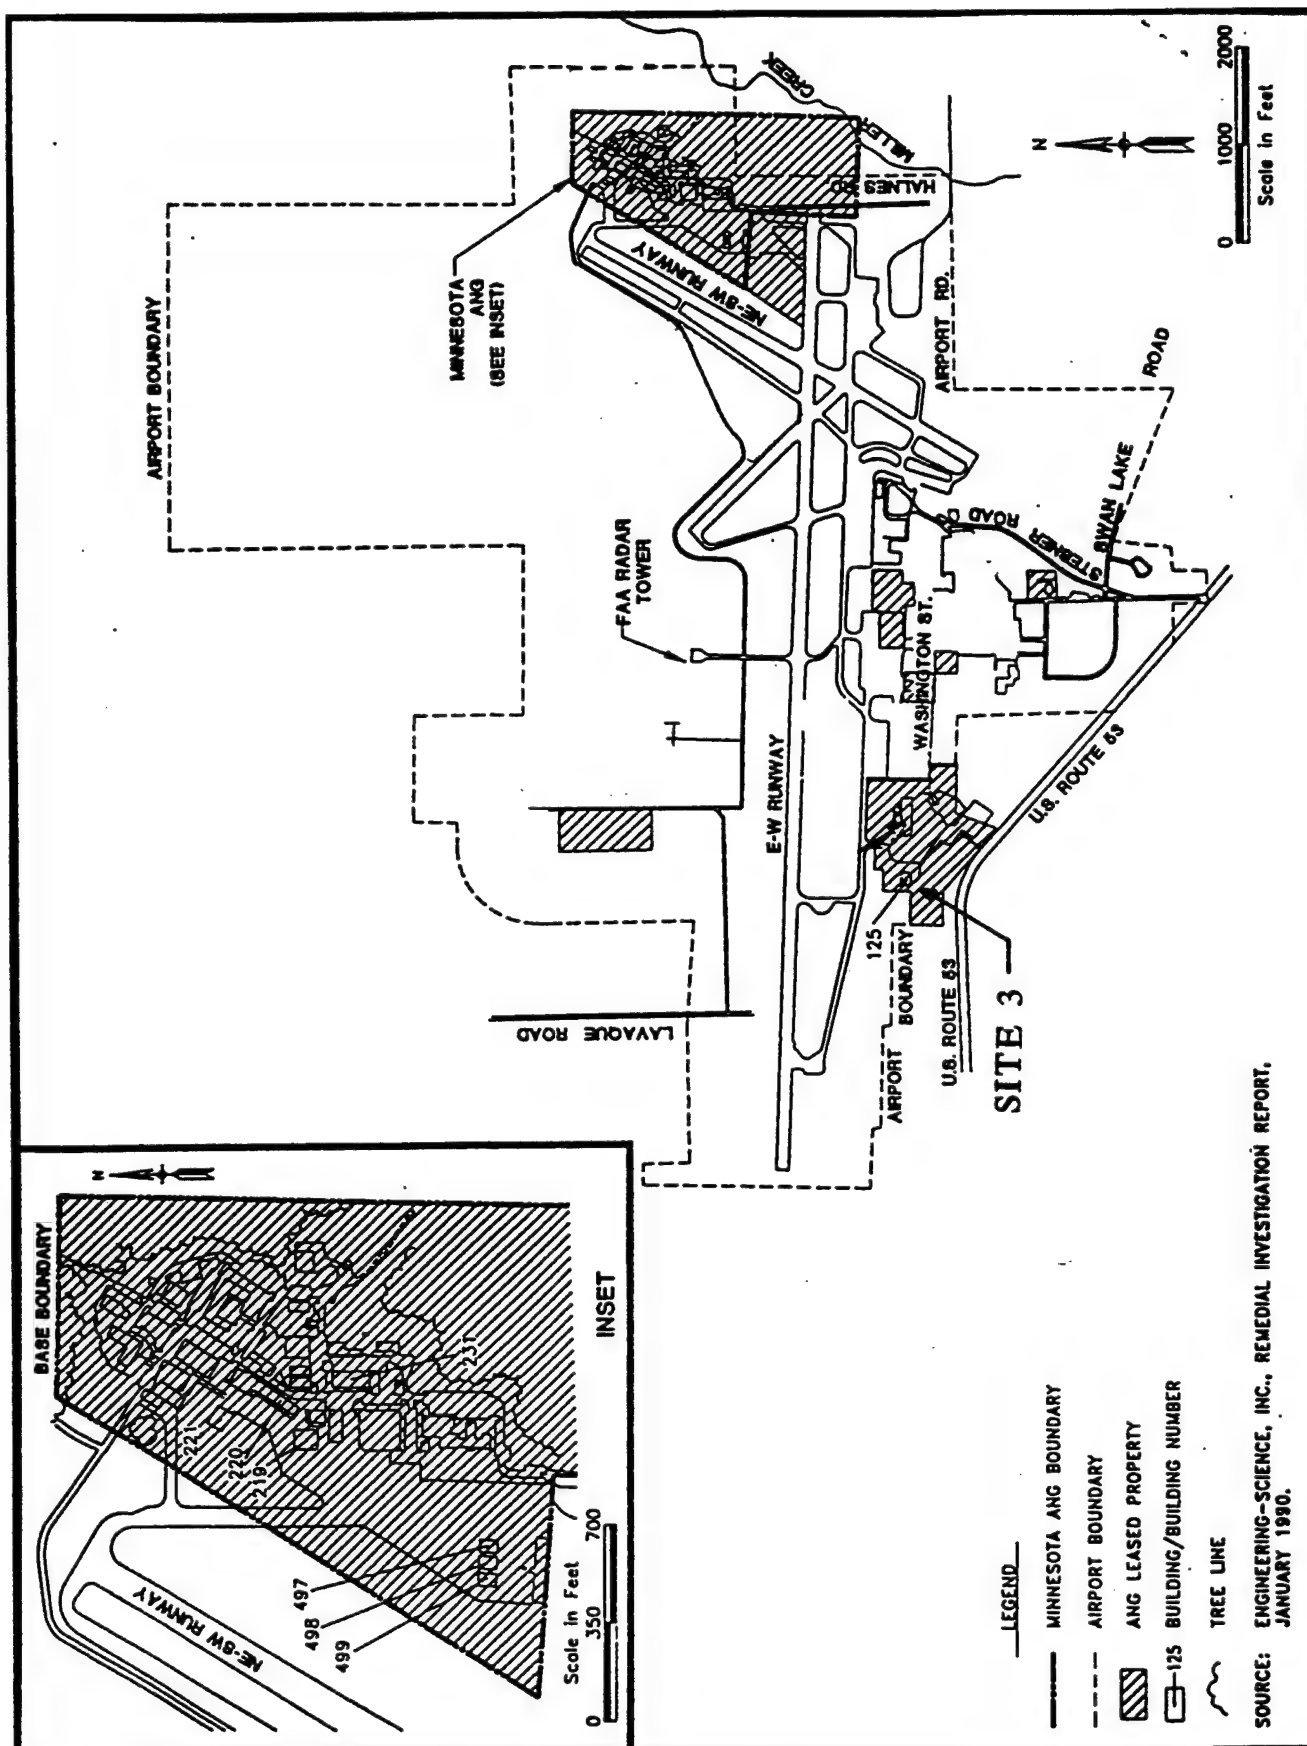 BASE BOUNDARY
N
221
220
219
231
NE-SW RUNWAY
497
498
499
0 350 700
Scale in Feet
INSET
AIRPORT BOUNDARY
MINNESOTA
ANG
(SEE INSET)
MILLER CREEK
HALNES
RD
NE-SW RUNWAY
FAA RADAR
TOWER
LAVAQUE ROAD
E-W RUNWAY
AIRPORT RD.
125
WASHINGTON ST.
STEBNER ROAD
SWAN LAKE
ROAD
AIRPORT
BOUNDARY
U.S. ROUTE 53
U.S. ROUTE 53
SITE 3
N
0 1000 2000
Scale in Feet
LEGEND
MINNESOTA ANG BOUNDARY
AIRPORT BOUNDARY
ANG LEASED PROPERTY
125 BUILDING/BUILDING NUMBER
TREE LINE
SOURCE: ENGINEERING-SCIENCE, INC., REMEDIAL INVESTIGATION REPORT,
JANUARY 1990.